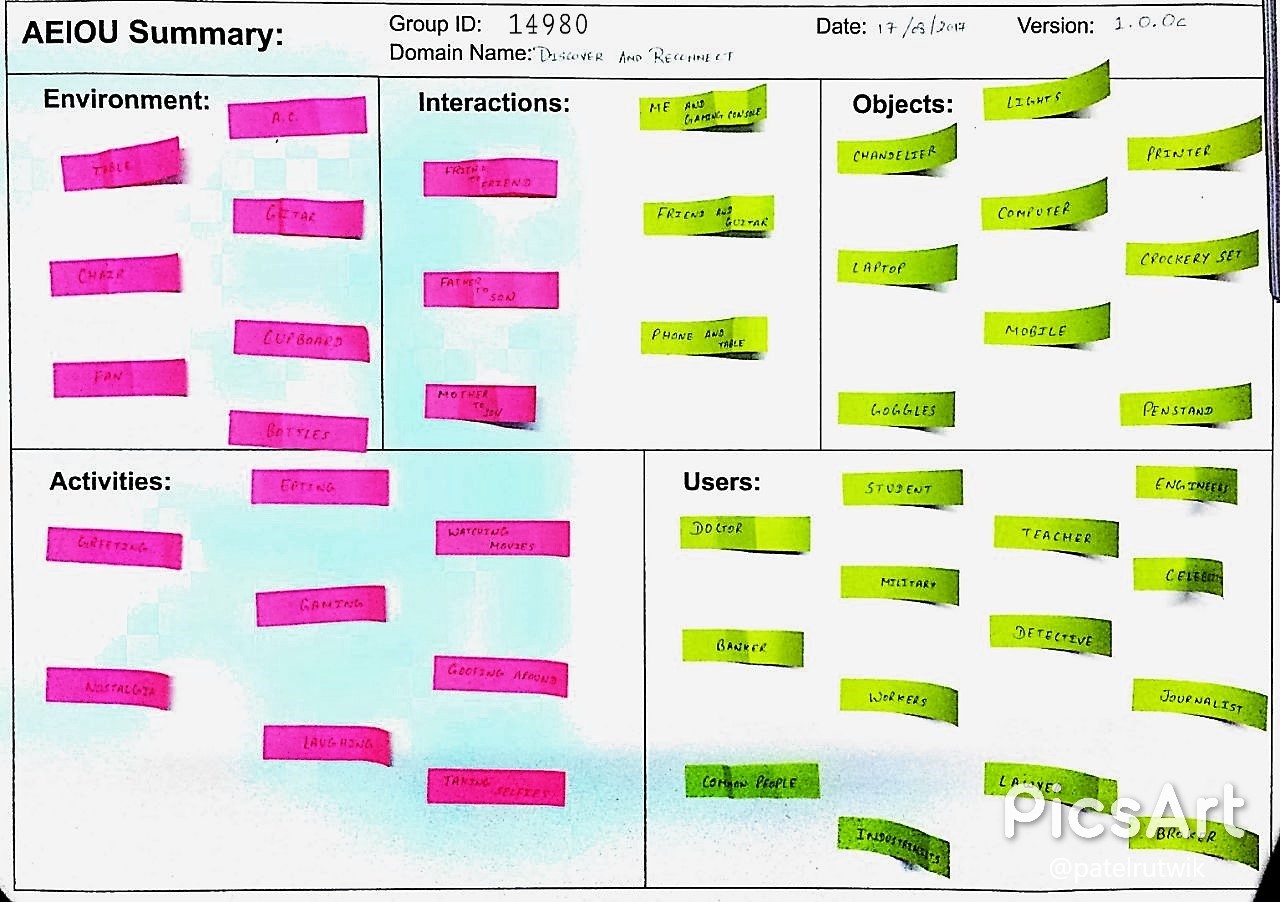 AEIOU Summary:
Group ID: 14980
Date: 17/08/2017
Version: 1.0.0c
Domain Name: DISCOVER AND RECONNECT
Environment:
A.C.
TABLE
GUITAR
CHAIR
CUPBOARD
FAN
BOTTLES
Interactions:
ME AND
GAMING CONSOLE
FRIEND
TO
FRIEND
FRIEND AND
GUITAR
FATHER
TO
SON
PHONE AND
TABLE
MOTHER
TO
SON
Objects:
LIGHTS
CHANDELIER
PRINTER
COMPUTER
LAPTOP
CROCKERY SET
MOBILE
GOGGLES
PENSTAND
Activities:
EATING
GREETING
WATCHING
MOVIES
GAMING
NOSTALGIA
GOOFING AROUND
LAUGHING
TAKING
SELFIES
Users:
STUDENT
ENGINEERS
DOCTOR
TEACHER
MILITARY
CELEBRITY
BANKER
DETECTIVE
WORKERS
JOURNALIST
COMMON PEOPLE
LAWYER
INDUSTRIALISTS
BROKER
PicsArt
@patelrutwik